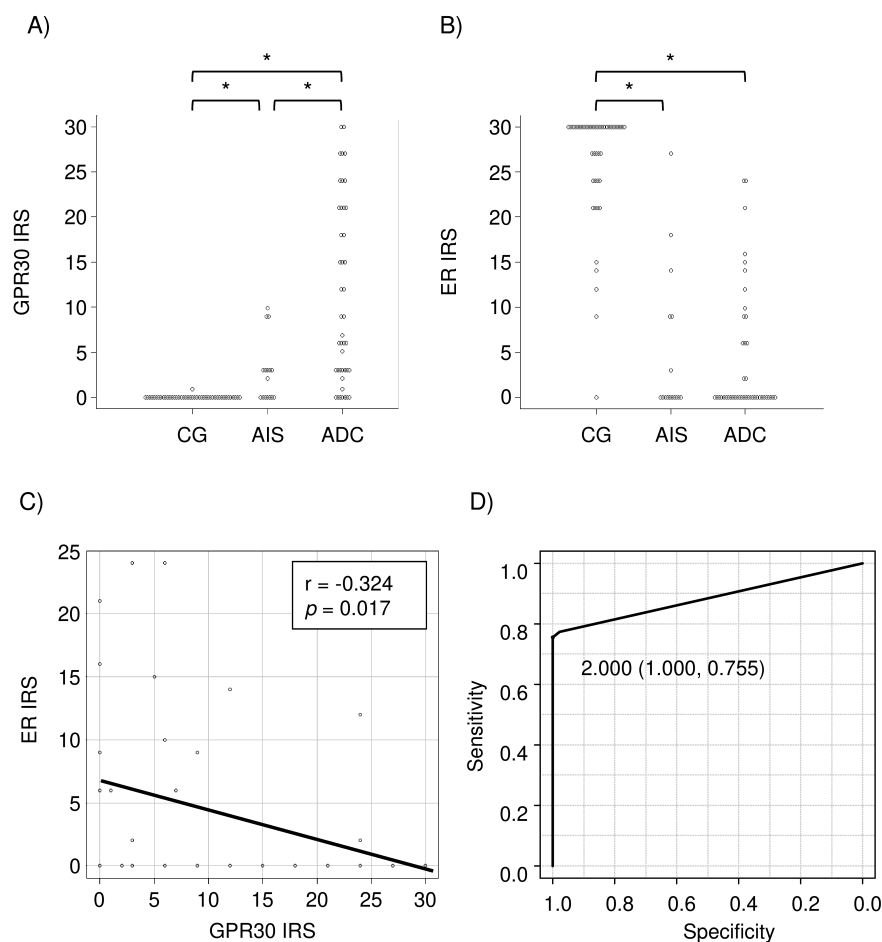 A)
*
* *
GPR30 IRS
30
25
20
15
10
5
0
CG AIS ADC
B)
*
*
ER IRS
30
25
20
15
10
5
0
CG AIS ADC
C)
ER IRS
25
20
15
10
5
0
r = -0.324
p = 0.017
0 5 10 15 20 25 30
GPR30 IRS
D)
Sensitivity
1.0
0.8
0.6
0.4
0.2
0.0
2.000 (1.000, 0.755)
1.0 0.8 0.6 0.4 0.2 0.0
Specificity